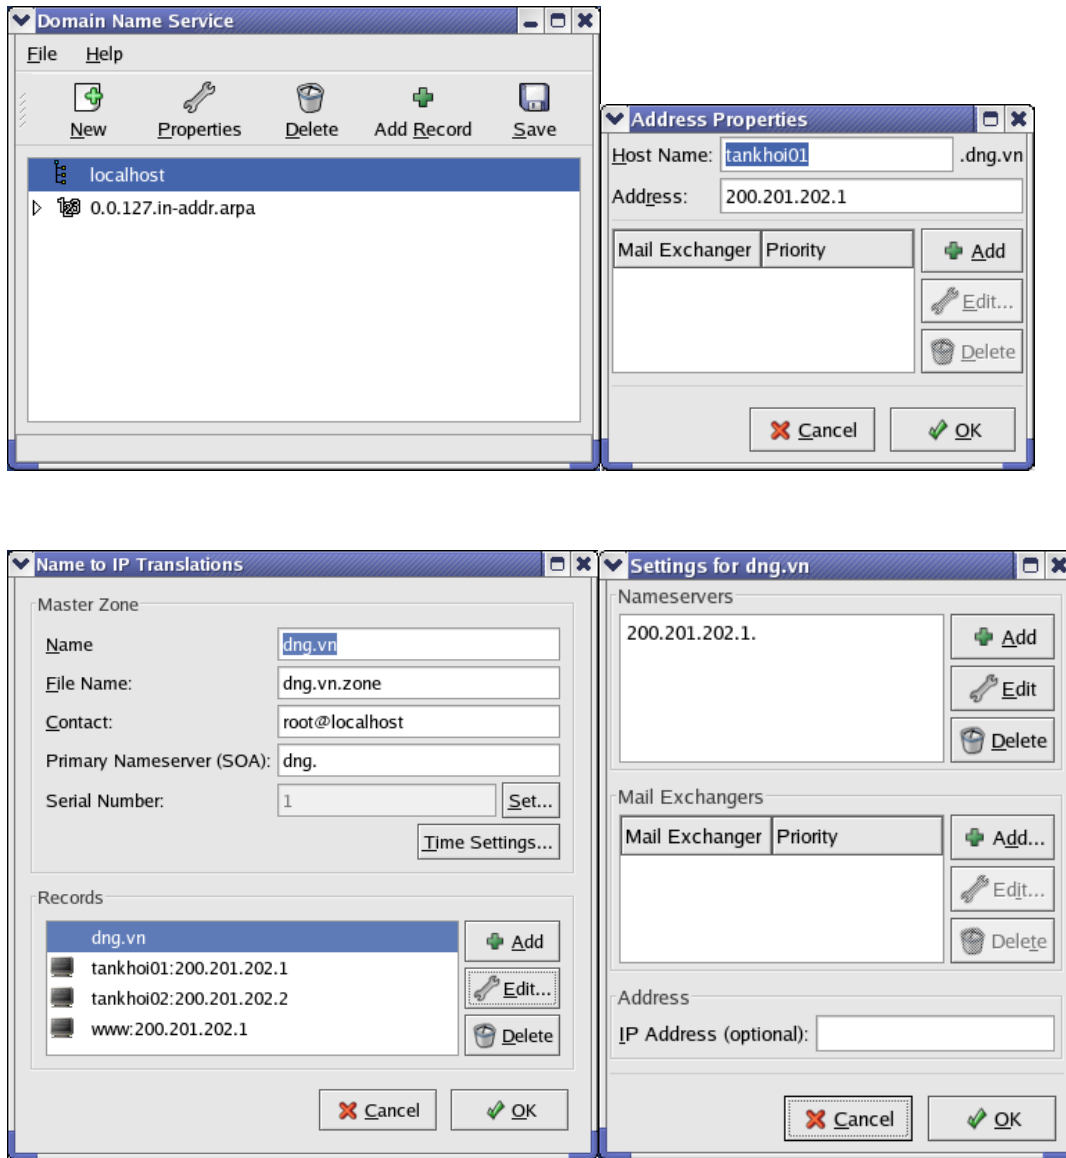 Domain Name Service
File Help
New Properties Delete Add Record Save
localhost
0.0.127.in-addr.arpa
Address Properties
Host Name: tankhoi01 .dng.vn
Address: 200.201.202.1
Mail Exchanger Priority
Add
Edit...
Delete
Cancel OK
Name to IP Translations
Master Zone
Name dng.vn
File Name: dng.vn.zone
Contact: root@localhost
Primary Nameserver (SOA): dng.
Serial Number: 1 Set...
Time Settings...
Records
dng.vn
tankhoi01:200.201.202.1
tankhoi02:200.201.202.2
www:200.201.202.1
Add
Edit...
Delete
Cancel OK
Settings for dng.vn
Nameservers
200.201.202.1.
Add
Edit
Delete
Mail Exchangers
Mail Exchanger Priority
Add...
Edit...
Delete
Address
IP Address (optional):
Cancel OK